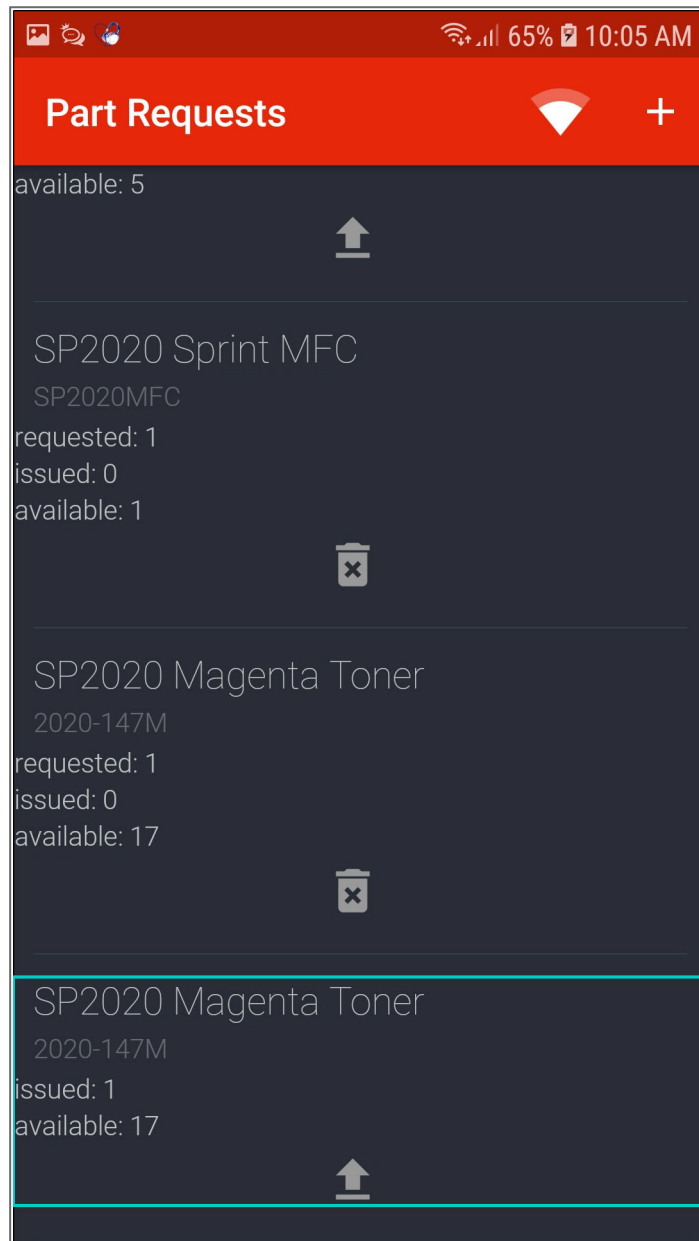 65% 10:05 AM
Part Requests +
available: 5
SP2020 Sprint MFC
SP2020MFC
requested: 1
issued: 0
available: 1
SP2020 Magenta Toner
2020-147M
requested: 1
issued: 0
available: 17
SP2020 Magenta Toner
2020-147M
issued: 1
available: 17